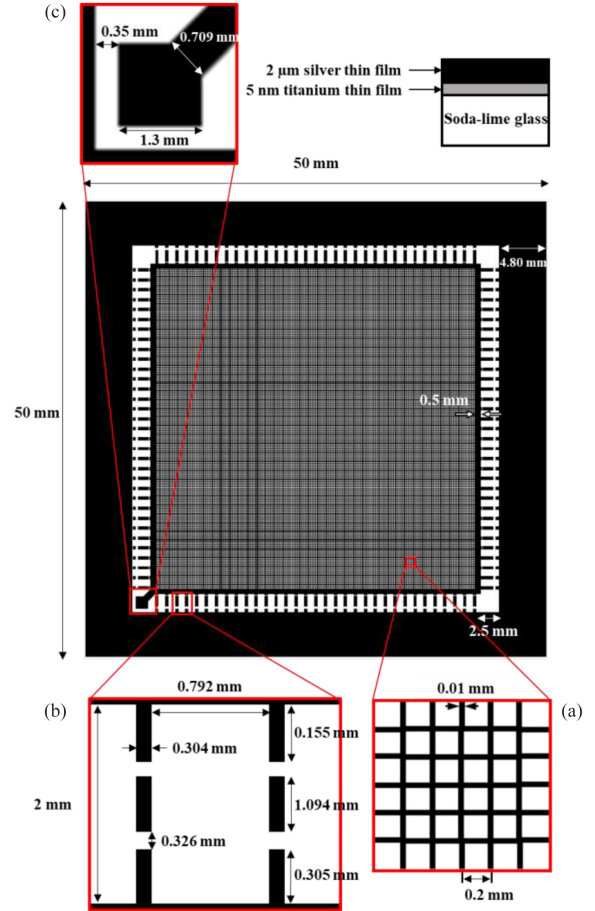 (c)
0.35 mm
0.709 mm
1.3 mm
2 μm silver thin film
5 nm titanium thin film
Soda-lime glass
50 mm
4.80 mm
50 mm
0.5 mm
2.5 mm
(b)
0.792 mm
0.304 mm
0.155 mm
2 mm
1.094 mm
0.326 mm
0.305 mm
0.01 mm
(a)
0.2 mm